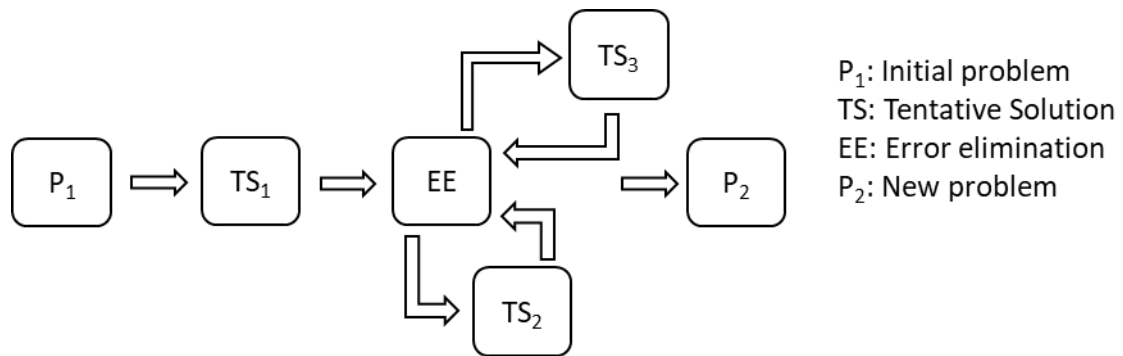 TS₃
P₁: Initial problem
TS: Tentative Solution
EE: Error elimination
P₂: New problem
P₁
TS₁
EE
P₂
TS₂